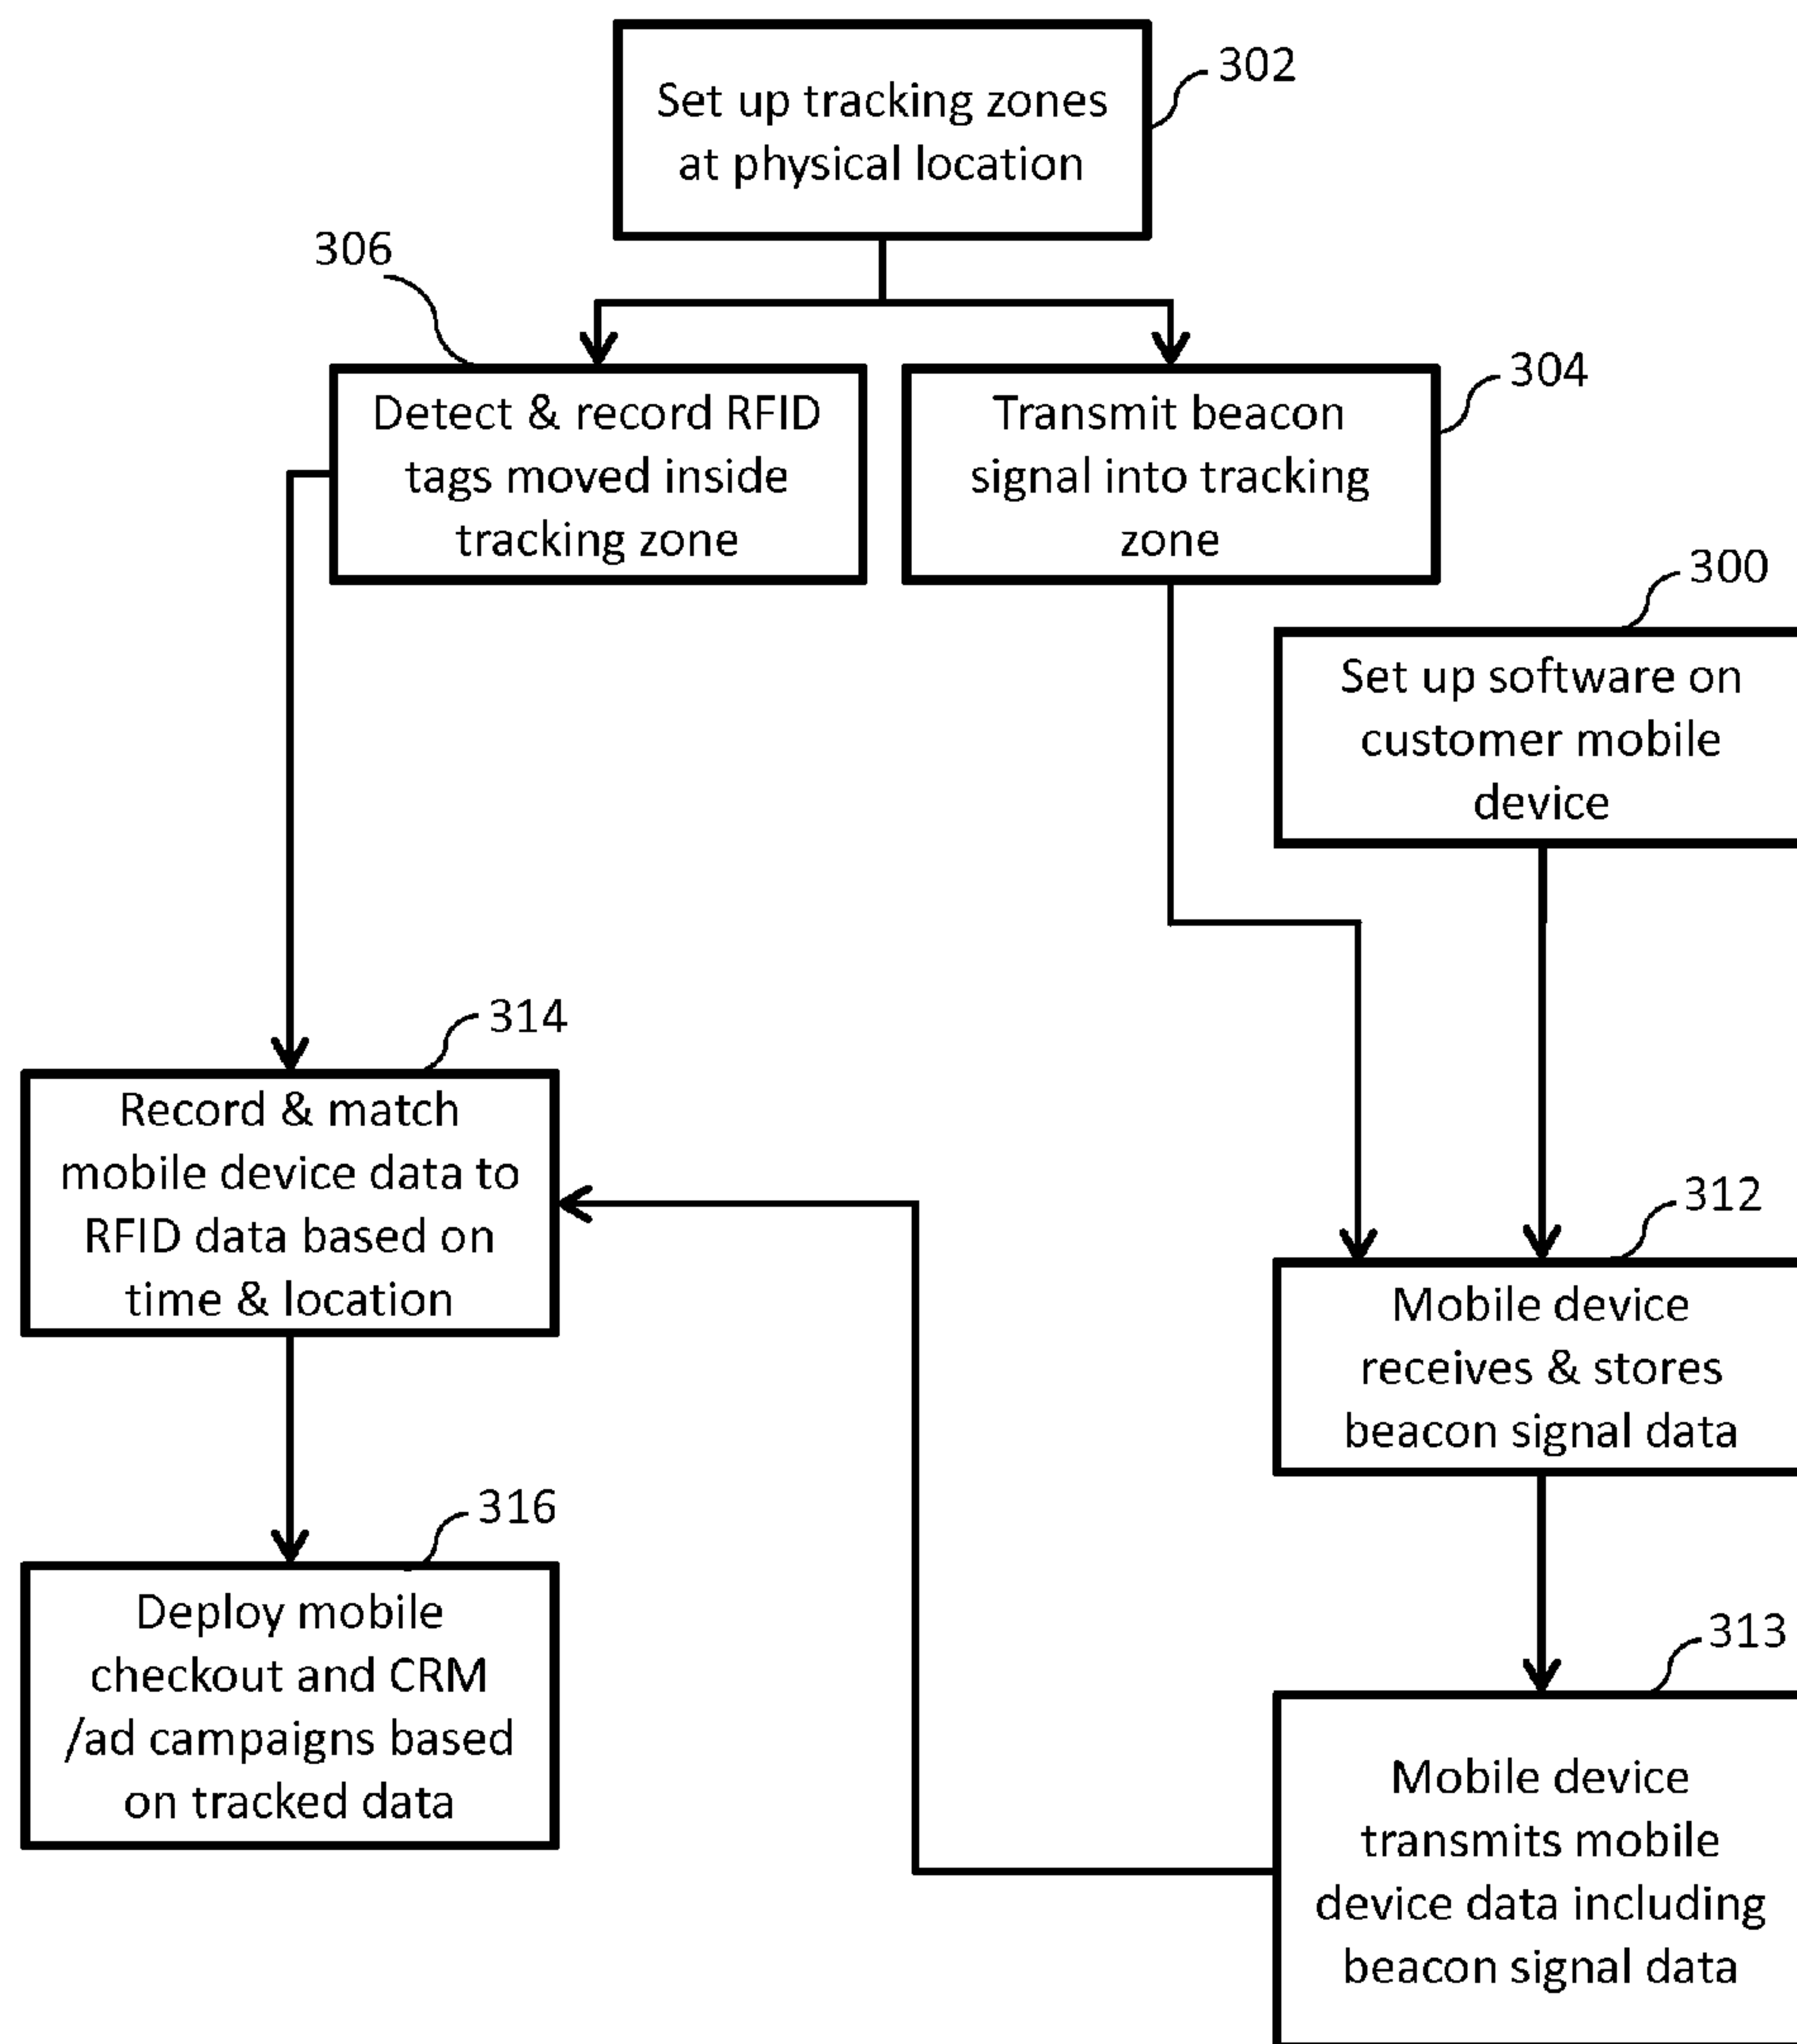 302
Set up tracking zones
at physical location
306
Detect & record RFID
tags moved inside
tracking zone
304
Transmit beacon
signal into tracking
zone
300
Set up software on
customer mobile
device
314
Record & match
mobile device data to
RFID data based on
time & location
312
Mobile device
receives & stores
beacon signal data
316
Deploy mobile
checkout and CRM
/ad campaigns based
on tracked data
313
Mobile device
transmits mobile
device data including
beacon signal data